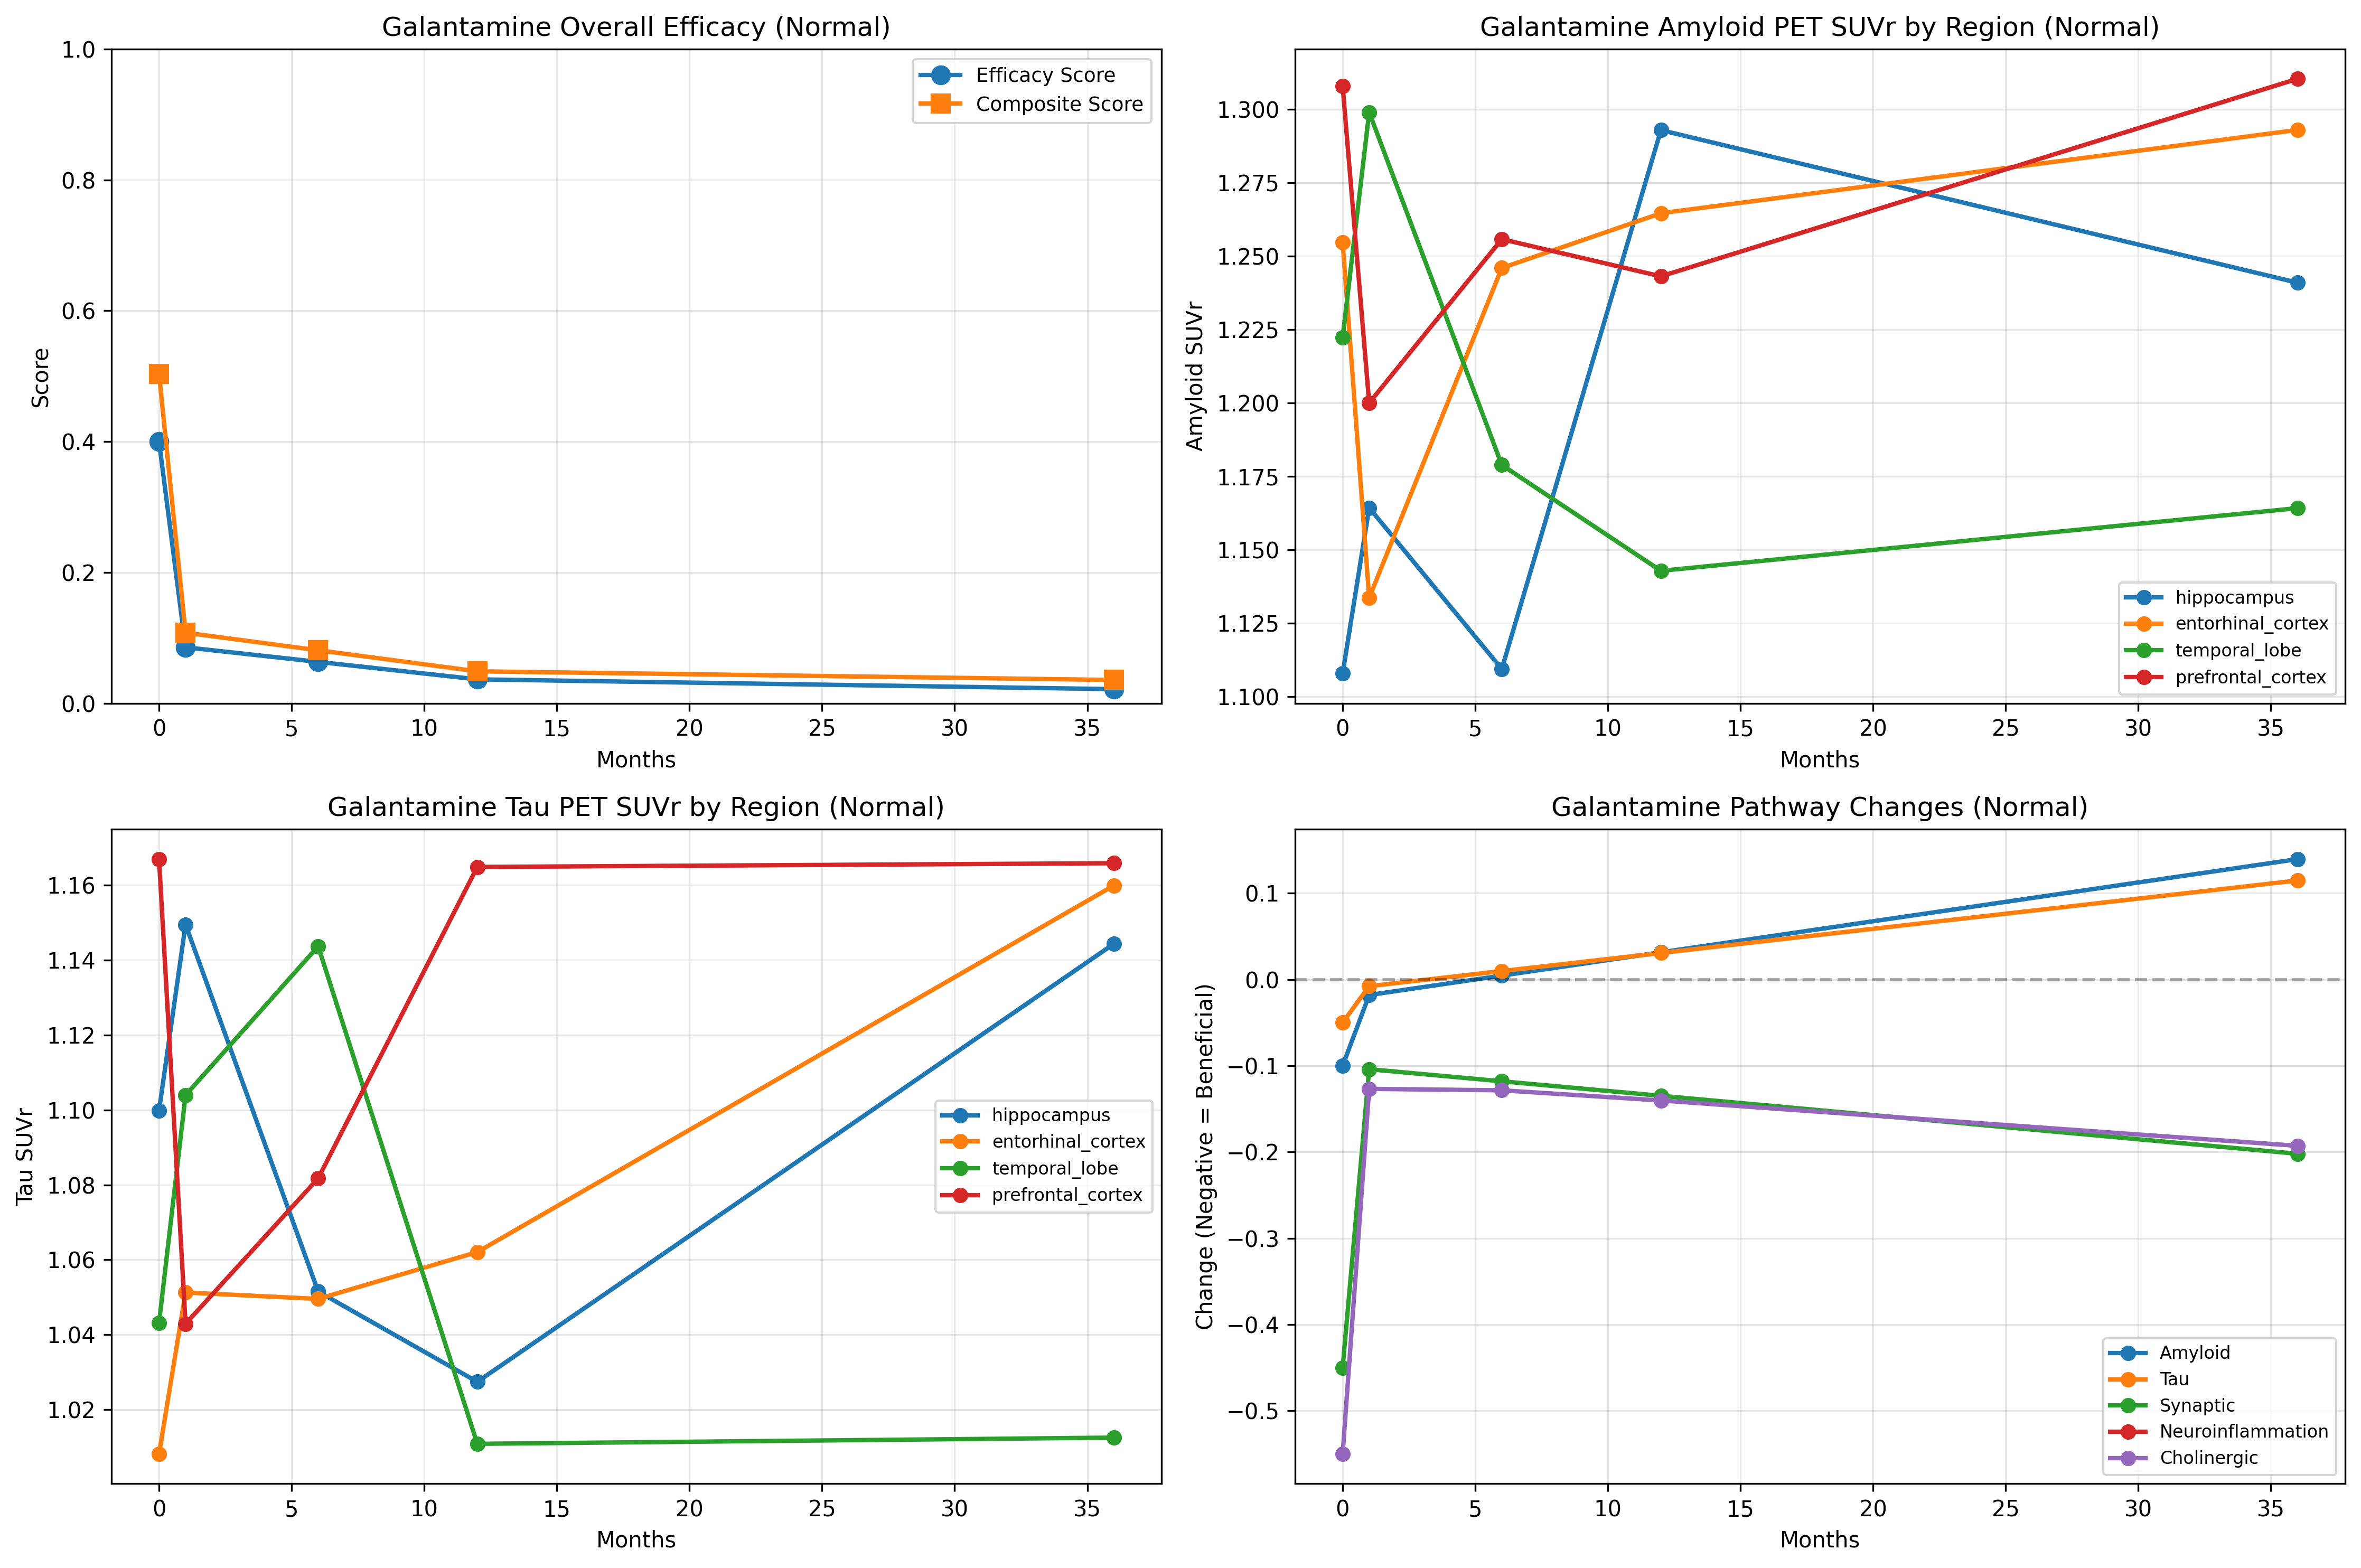 Galantamine Overall Efficacy (Normal)
1.0
0.8
0.6
0.4
0.2
0.0
Score
0 5 10 15 20 25 30 35
Months
Efficacy Score
Composite Score
Galantamine Amyloid PET SUVr by Region (Normal)
1.300
1.275
1.250
1.225
1.200
1.175
1.150
1.125
1.100
Amyloid SUVr
0 5 10 15 20 25 30 35
Months
hippocampus
entorhinal_cortex
temporal_lobe
prefrontal_cortex
Galantamine Tau PET SUVr by Region (Normal)
1.16
1.14
1.12
1.10
1.08
1.06
1.04
1.02
Tau SUVr
0 5 10 15 20 25 30 35
Months
hippocampus
entorhinal_cortex
temporal_lobe
prefrontal_cortex
Galantamine Pathway Changes (Normal)
0.1
0.0
−0.1
−0.2
−0.3
−0.4
−0.5
Change (Negative = Beneficial)
0 5 10 15 20 25 30 35
Months
Amyloid
Tau
Synaptic
Neuroinflammation
Cholinergic